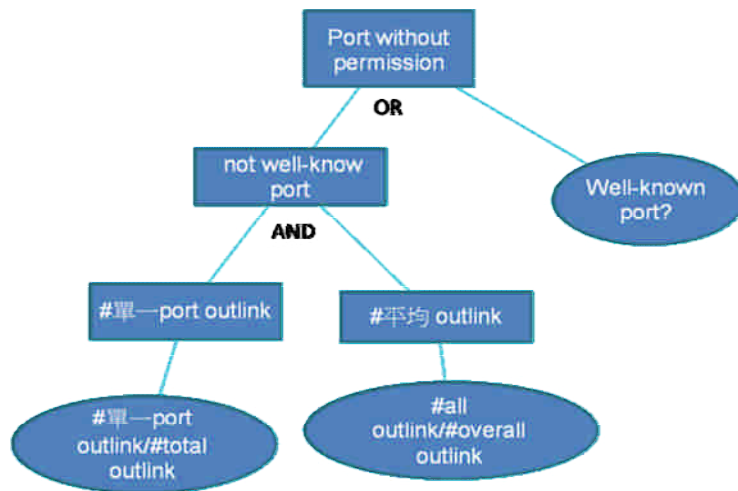 Port without
permission
OR
not well-know
port
Well-known
port?
AND
#單一port outlink
#平均 outlink
#單一port
outlink/#total
outlink
#all
outlink/#overall
outlink